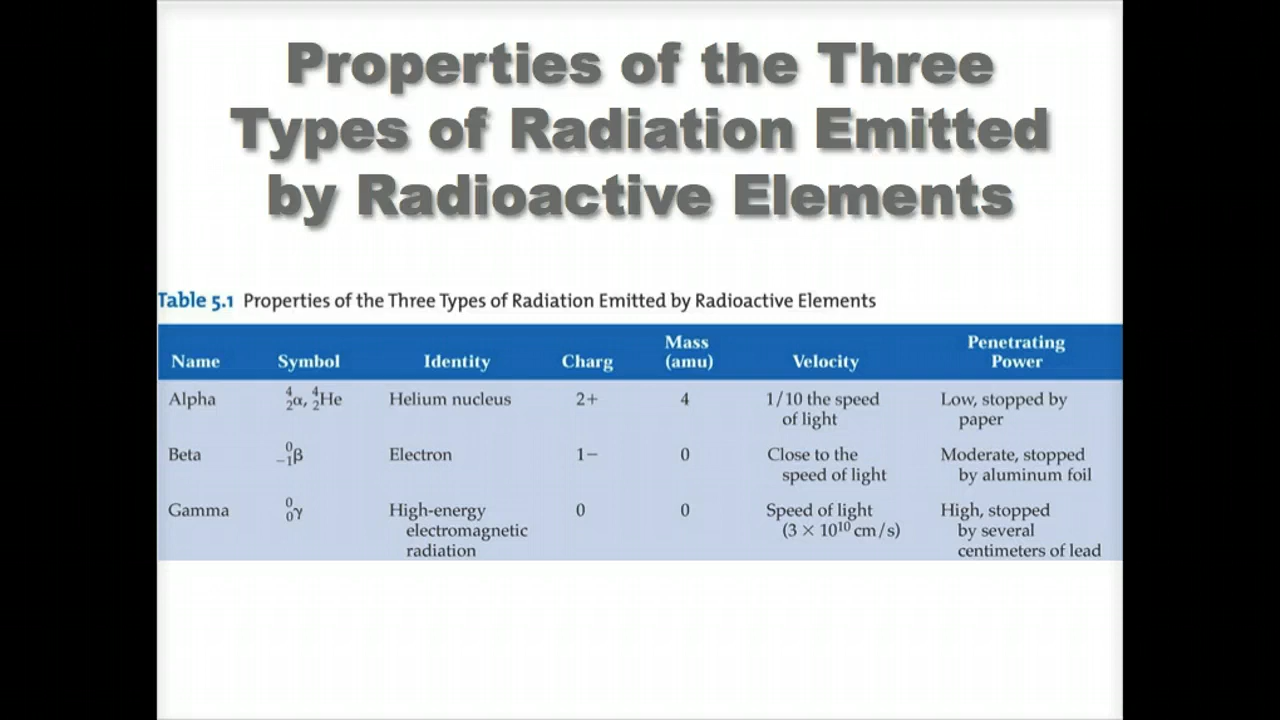 Properties of the Three
Types of Radiation Emitted
by Radioactive Elements
Table 5.1 Properties of the Three Types of Radiation Emitted by Radioactive Elements
Name Symbol Identity Charg Mass (amu) Velocity Penetrating Power
Alpha ⁴₂α, ⁴₂He Helium nucleus 2+ 4 1/10 the speed of light Low, stopped by paper
Beta ⁰₋₁β Electron 1− 0 Close to the speed of light Moderate, stopped by aluminum foil
Gamma ⁰₀γ High-energy electromagnetic radiation 0 0 Speed of light (3 × 10¹⁰ cm/s) High, stopped by several centimeters of lead